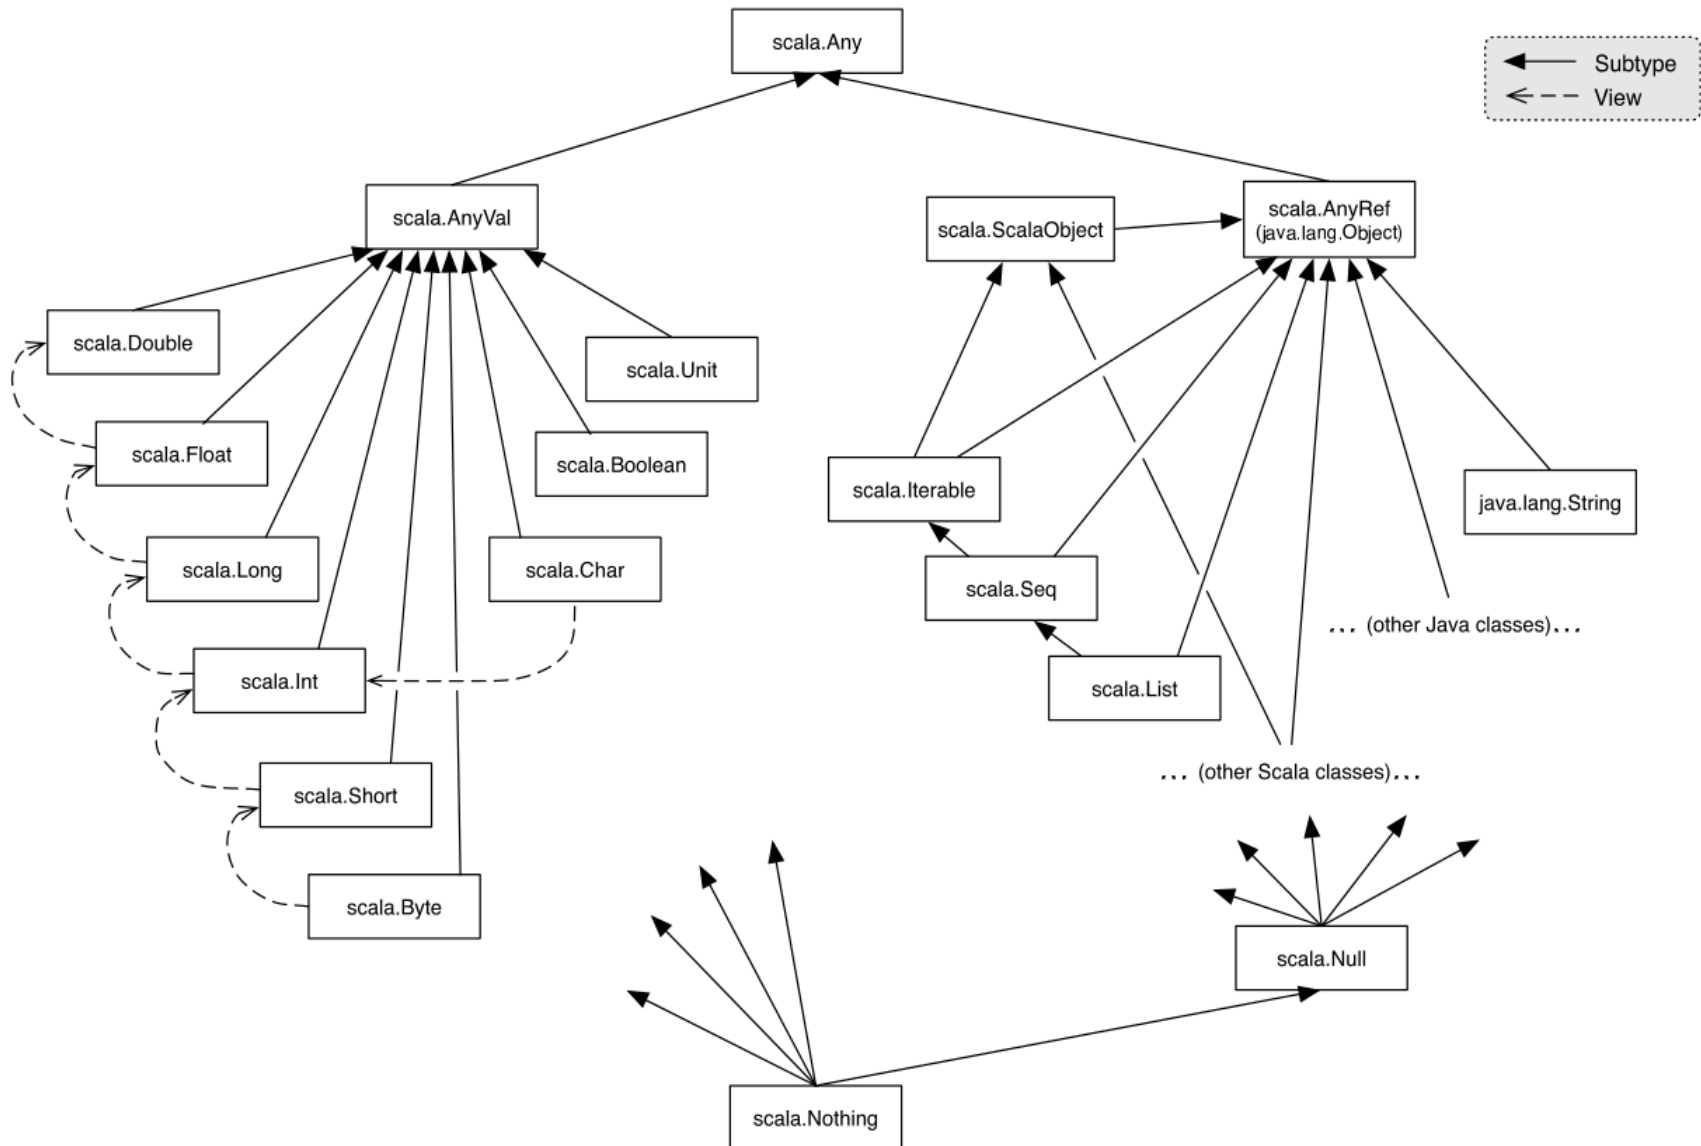 scala.Any
Subtype
View
scala.AnyVal
scala.ScalaObject
scala.AnyRef
(java.lang.Object)
scala.Double
scala.Unit
scala.Float
scala.Boolean
scala.Iterable
java.lang.String
scala.Long
scala.Char
scala.Seq
... (other Java classes)...
scala.Int
scala.List
... (other Scala classes)...
scala.Short
scala.Byte
scala.Null
scala.Nothing